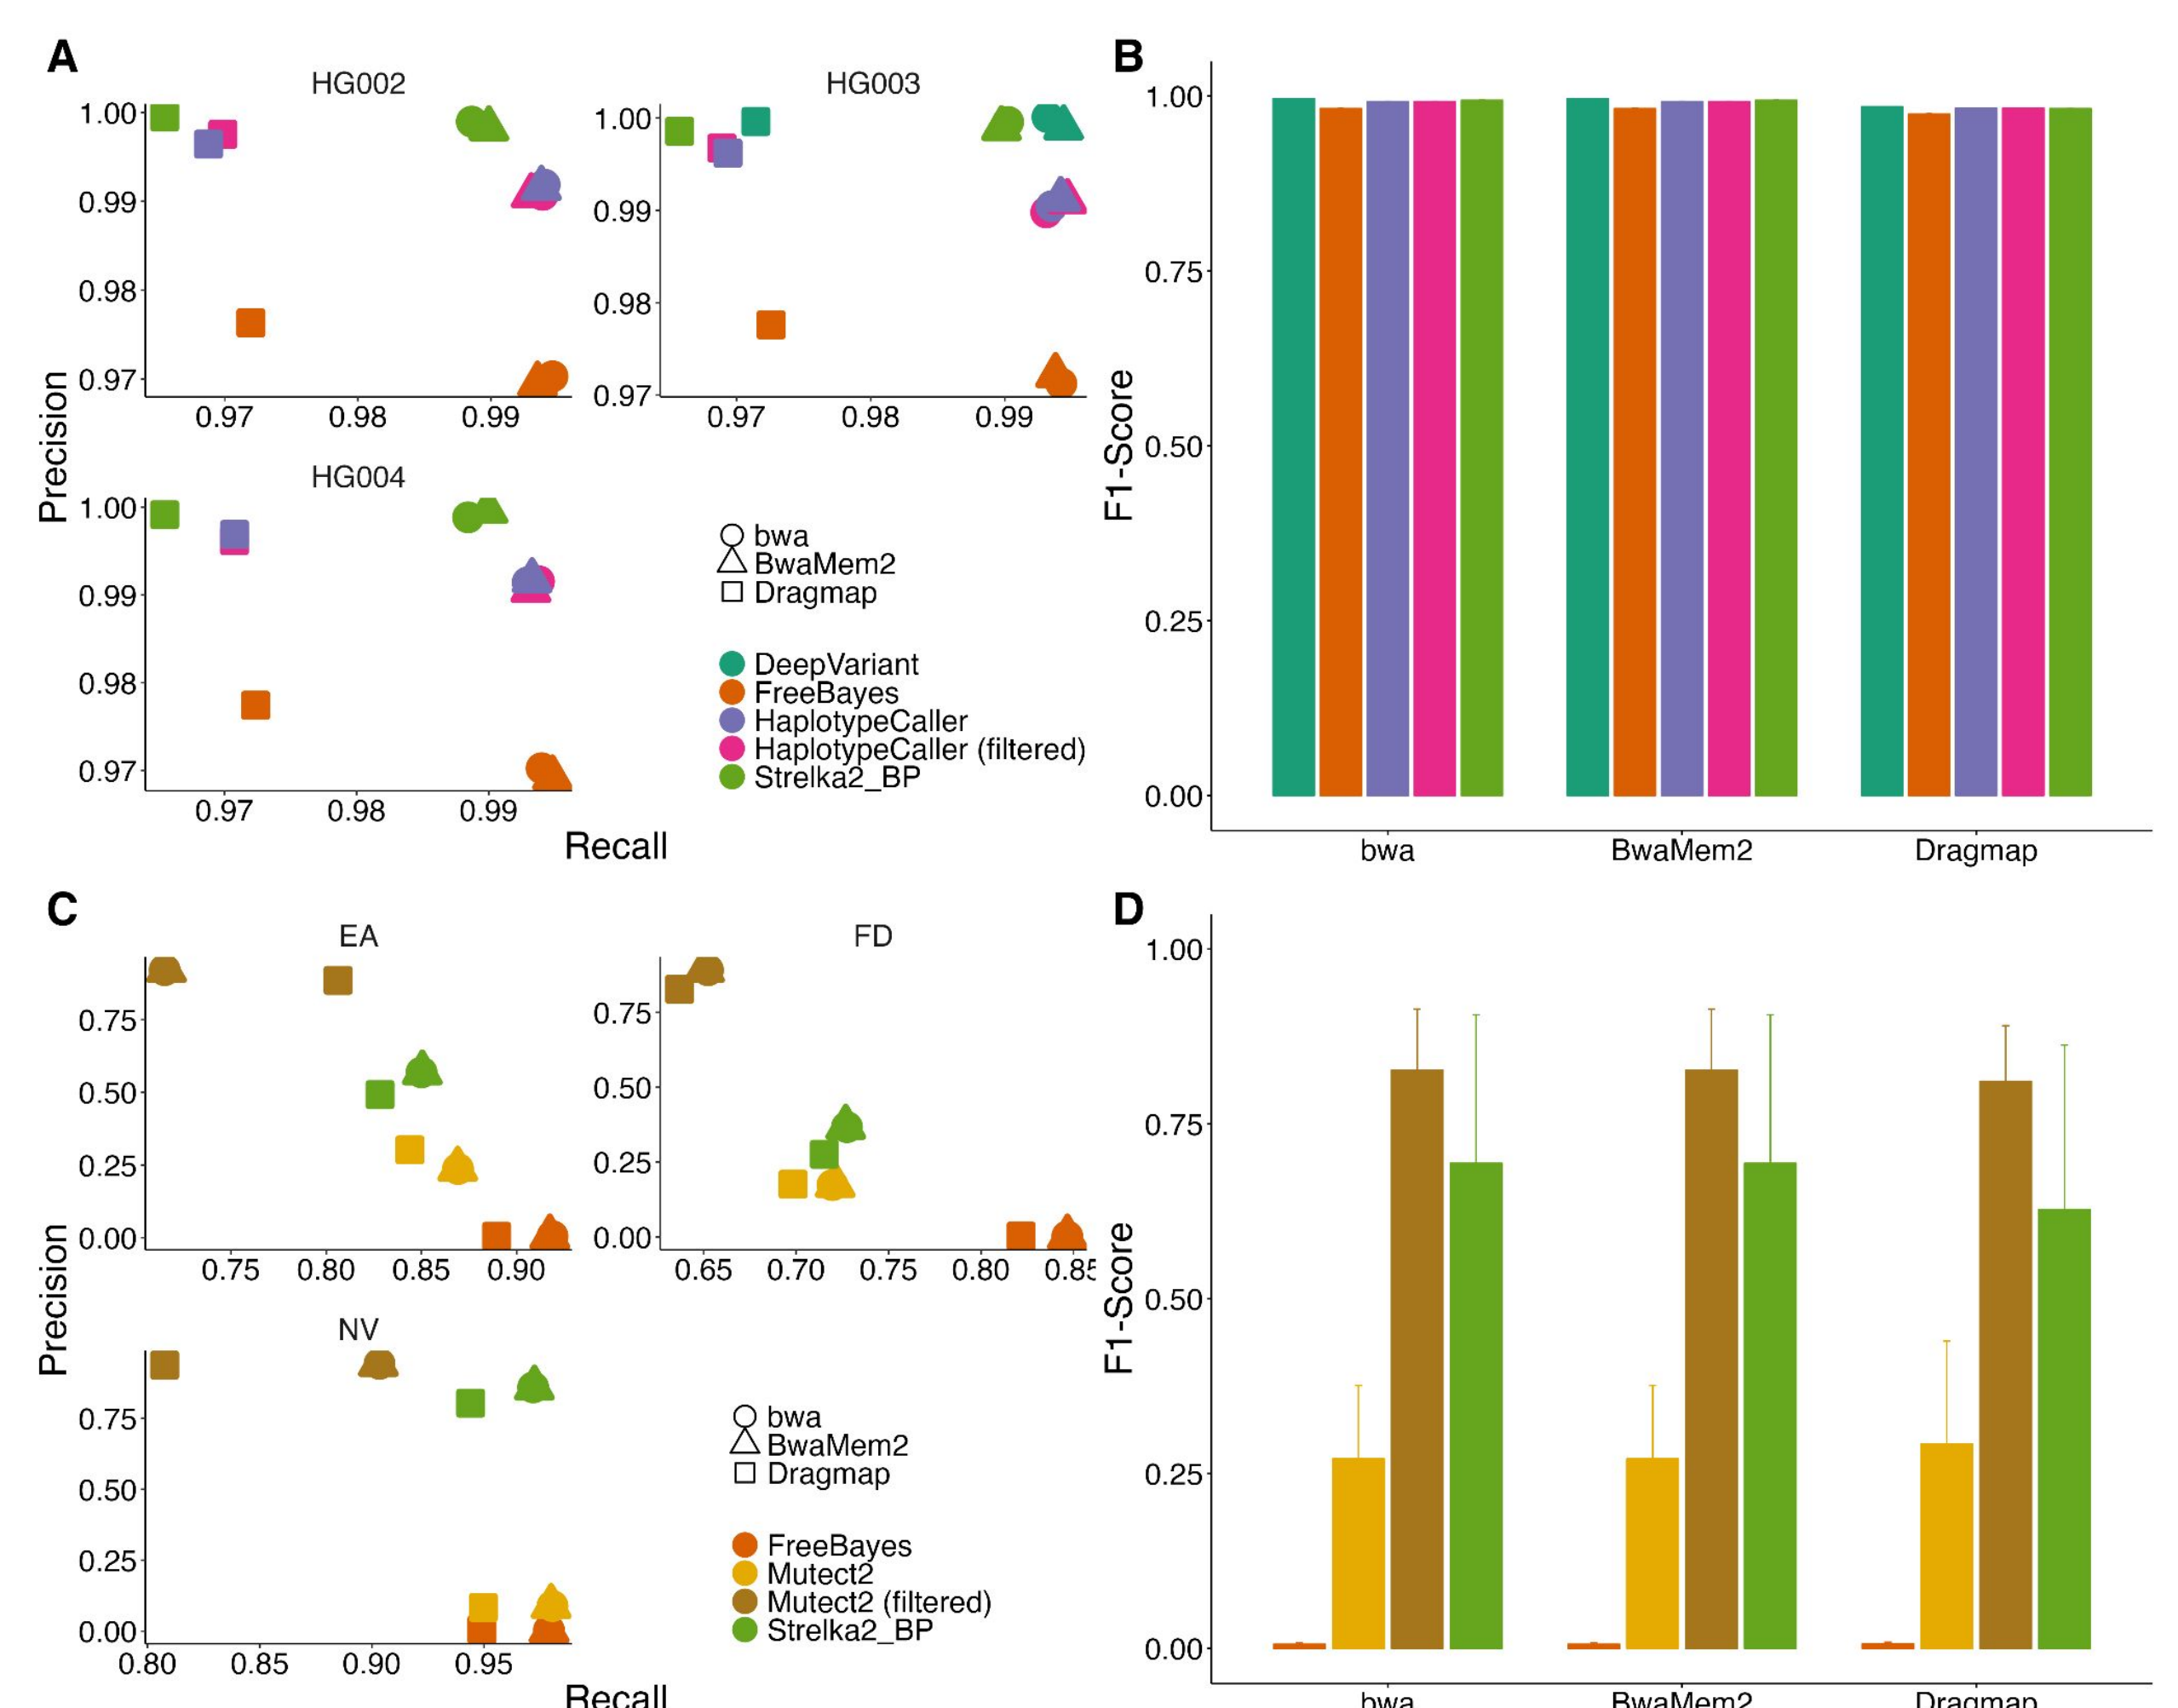 A
HG002
HG003
1.00
0.99
0.98
0.97
0.97 0.98 0.99
1.00
0.99
0.98
0.97
0.97 0.98 0.99
HG004
1.00
0.99
0.98
0.97
0.97 0.98 0.99
Precision
Recall
bwa
BwaMem2
Dragmap
DeepVariant
FreeBayes
HaplotypeCaller
HaplotypeCaller (filtered)
Strelka2_BP
B
F1-Score
1.00
0.75
0.50
0.25
0.00
bwa BwaMem2 Dragmap
C
EA
FD
0.75
0.50
0.25
0.00
0.75 0.80 0.85 0.90
0.75
0.50
0.25
0.00
0.65 0.70 0.75 0.80 0.85
NV
0.75
0.50
0.25
0.00
0.80 0.85 0.90 0.95
Precision
Recall
bwa
BwaMem2
Dragmap
FreeBayes
Mutect2
Mutect2 (filtered)
Strelka2_BP
D
F1-Score
1.00
0.75
0.50
0.25
0.00
bwa BwaMem2 Dragmap